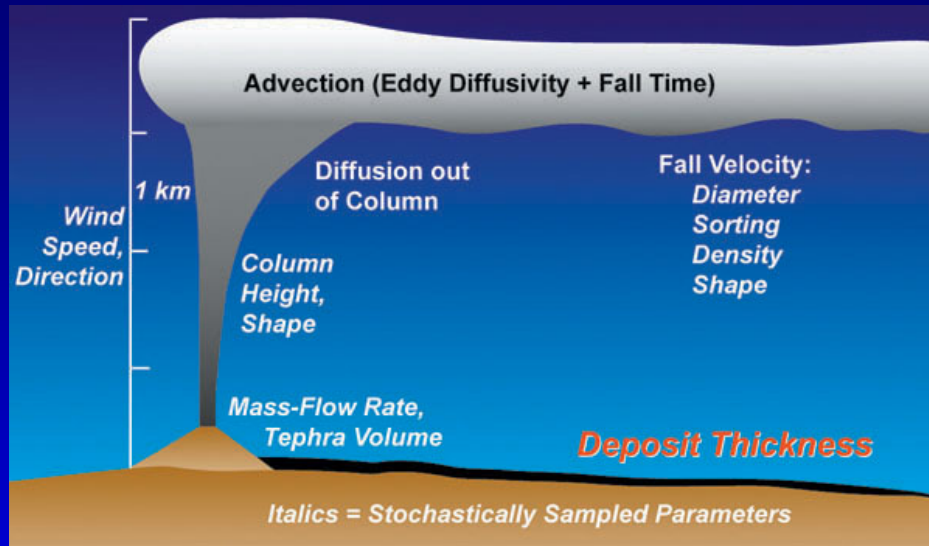 Advection (Eddy Diffusivity + Fall Time)
1 km
Wind
Speed,
Direction
Diffusion out
of Column
Fall Velocity:
Diameter
Sorting
Density
Shape
Column
Height,
Shape
Mass-Flow Rate,
Tephra Volume
Deposit Thickness
Italics = Stochastically Sampled Parameters